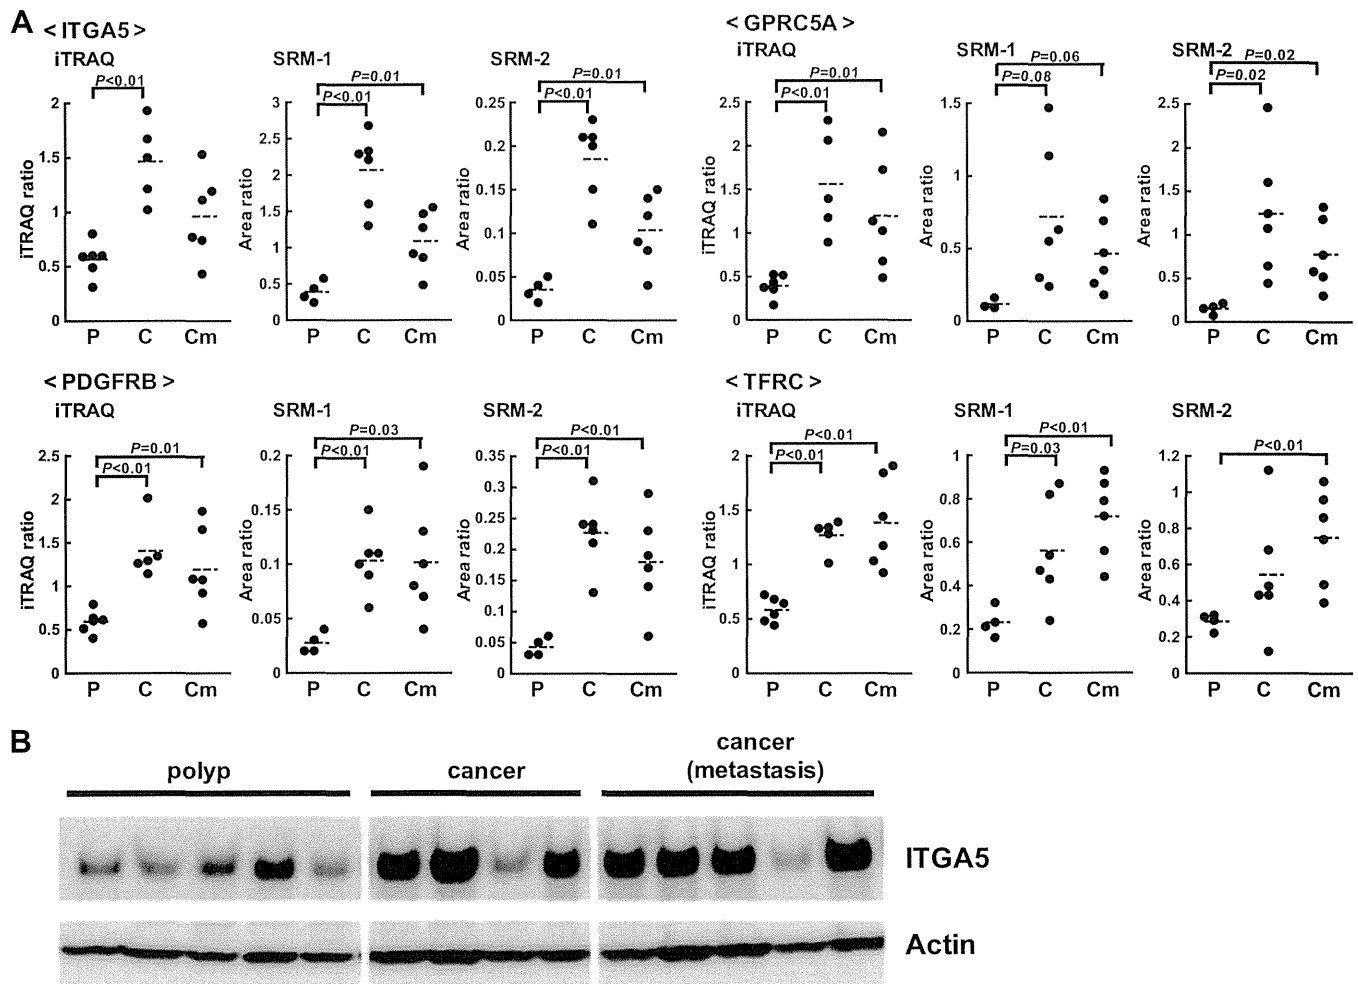 A
< ITGA5 >
iTRAQ
P<0.01
2
1.5
1
0.5
0
iTRAQ ratio
P C Cm
SRM-1
P=0.01
P<0.01
3
2.5
2
1.5
1
0.5
0
Area ratio
P C Cm
SRM-2
P=0.01
P<0.01
0.25
0.2
0.15
0.1
0.05
0
Area ratio
P C Cm
< GPRC5A >
iTRAQ
P=0.01
P<0.01
2.5
2
1.5
1
0.5
0
iTRAQ ratio
P C Cm
SRM-1
P=0.06
P=0.08
1.5
1
0.5
0
Area ratio
P C Cm
SRM-2
P=0.02
P=0.02
2.5
2
1.5
1
0.5
0
Area ratio
P C Cm
< PDGFRB >
iTRAQ
P=0.01
P<0.01
2.5
2
1.5
1
0.5
0
iTRAQ ratio
P C Cm
SRM-1
P=0.03
P<0.01
0.2
0.15
0.1
0.05
0
Area ratio
P C Cm
SRM-2
P<0.01
P<0.01
0.35
0.3
0.25
0.2
0.15
0.1
0.05
0
Area ratio
P C Cm
< TFRC >
iTRAQ
P<0.01
P<0.01
2
1.5
1
0.5
0
iTRAQ ratio
P C Cm
SRM-1
P<0.01
P=0.03
1
0.8
0.6
0.4
0.2
0
Area ratio
P C Cm
SRM-2
P<0.01
1.2
1
0.8
0.6
0.4
0.2
0
Area ratio
P C Cm
B
polyp
cancer
cancer
(metastasis)
ITGA5
Actin